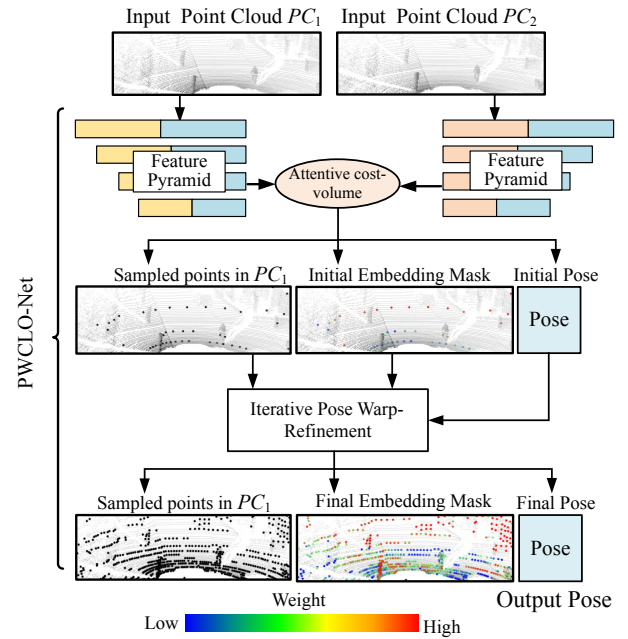 Input Point Cloud PC1
Input Point Cloud PC2
Feature
Pyramid
Attentive cost-
volume
Feature
Pyramid
Sampled points in PC1
Initial Embedding Mask
Initial Pose
Pose
PWCLO-Net
Iterative Pose Warp-
Refinement
Sampled points in PC1
Final Embedding Mask
Final Pose
Pose
Output Pose
Weight
Low
High